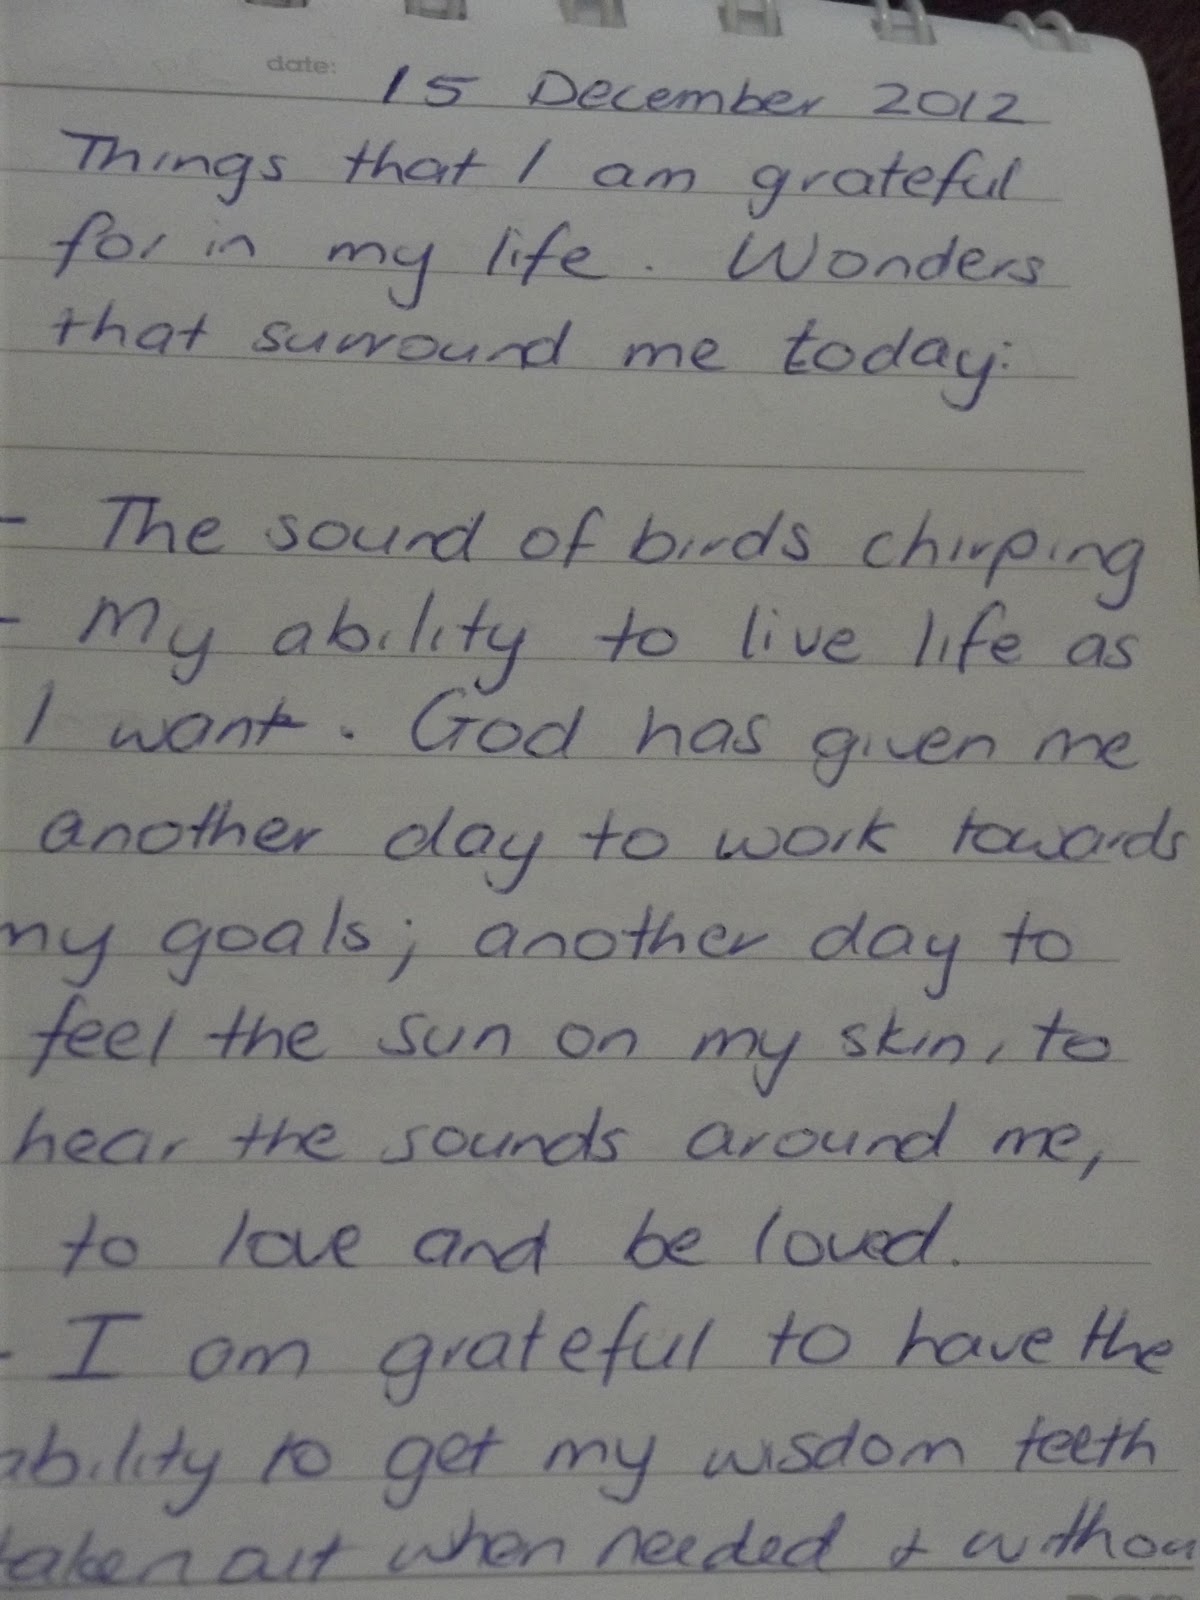 date: 15 December 2012
Things that I am grateful
for in my life. Wonders
that surround me today:
- The sound of birds chirping
- My ability to live life as
I want. God has given me
another day to work towards
my goals; another day to
feel the sun on my skin, to
hear the sounds around me,
to love and be loved.
- I am grateful to have the
ability to get my wisdom teeth
taken out when needed & withou